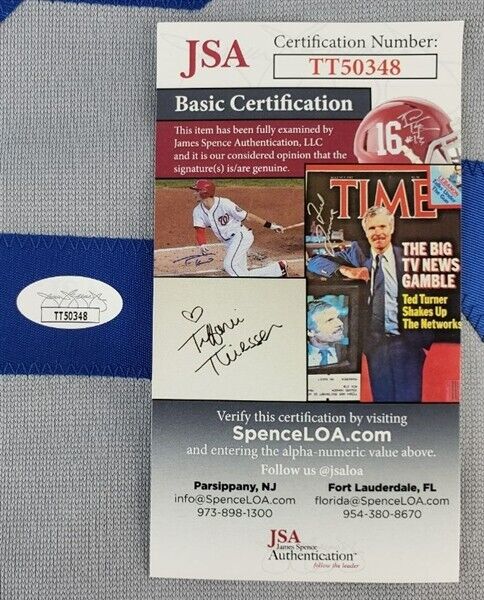 JSA
Certification Number:
TT50348
Basic Certification
This item has been fully examined by
James Spence Authentication, LLC
and it is our considered opinion that the
signature(s) is/are genuine.
16
TIME
THE BIG
TV NEWS
GAMBLE
Ted Turner
Shakes Up
The Networks
Tiffani
Thiessen
TT50348
Verify this certification by visiting
SpenceLOA.com
and entering the alpha-numeric value above.
Follow us @jsaloa
Parsippany, NJ
info@SpenceLOA.com
973-898-1300
Fort Lauderdale, FL
florida@SpenceLOA.com
954-380-8670
JSA
James Spence
Authentication
follow the leader